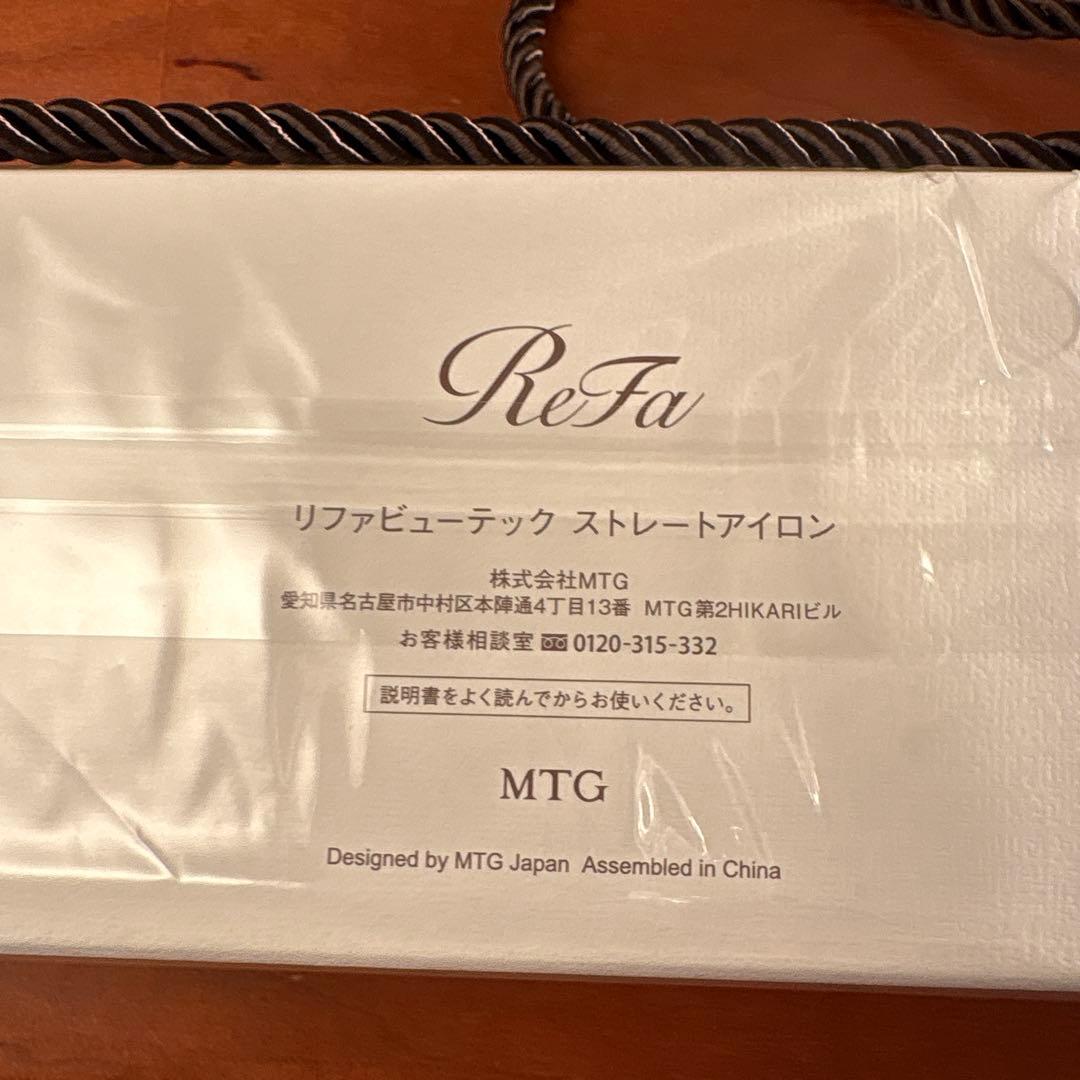 ReFa
リファビューテック ストレートアイロン
株式会社MTG
愛知県名古屋市中村区本陣通4丁目13番 MTG第2HIKARIビル
お客様相談室 0120-315-332
説明書をよく読んでからお使いください。
MTG
Designed by MTG Japan Assembled in China